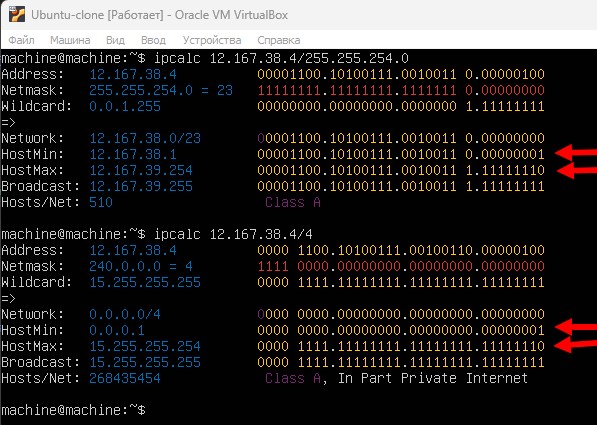 Ubuntu-clone [Работает] - Oracle VM VirtualBox
Файл Машина Вид Ввод Устройства Справка
machine@machine:~$ ipcalc 12.167.38.4/255.255.254.0
Address: 12.167.38.4 00001100.10100111.0010011 0.00000100
Netmask: 255.255.254.0 = 23 11111111.11111111.1111111 0.00000000
Wildcard: 0.0.1.255 00000000.00000000.0000000 1.11111111
=>
Network: 12.167.38.0/23 00001100.10100111.0010011 0.00000000
HostMin: 12.167.38.1 00001100.10100111.0010011 0.00000001
HostMax: 12.167.39.254 00001100.10100111.0010011 1.11111110
Broadcast: 12.167.39.255 00001100.10100111.0010011 1.11111111
Hosts/Net: 510 Class A
machine@machine:~$ ipcalc 12.167.38.4/4
Address: 12.167.38.4 0000 1100.10100111.00100110.00000100
Netmask: 240.0.0.0 = 4 1111 0000.00000000.00000000.00000000
Wildcard: 15.255.255.255 0000 1111.11111111.11111111.11111111
=>
Network: 0.0.0.0/4 0000 0000.00000000.00000000.00000000
HostMin: 0.0.0.1 0000 0000.00000000.00000000.00000001
HostMax: 15.255.255.254 0000 1111.11111111.11111111.11111110
Broadcast: 15.255.255.255 0000 1111.11111111.11111111.11111111
Hosts/Net: 268435454 Class A, In Part Private Internet
machine@machine:~$